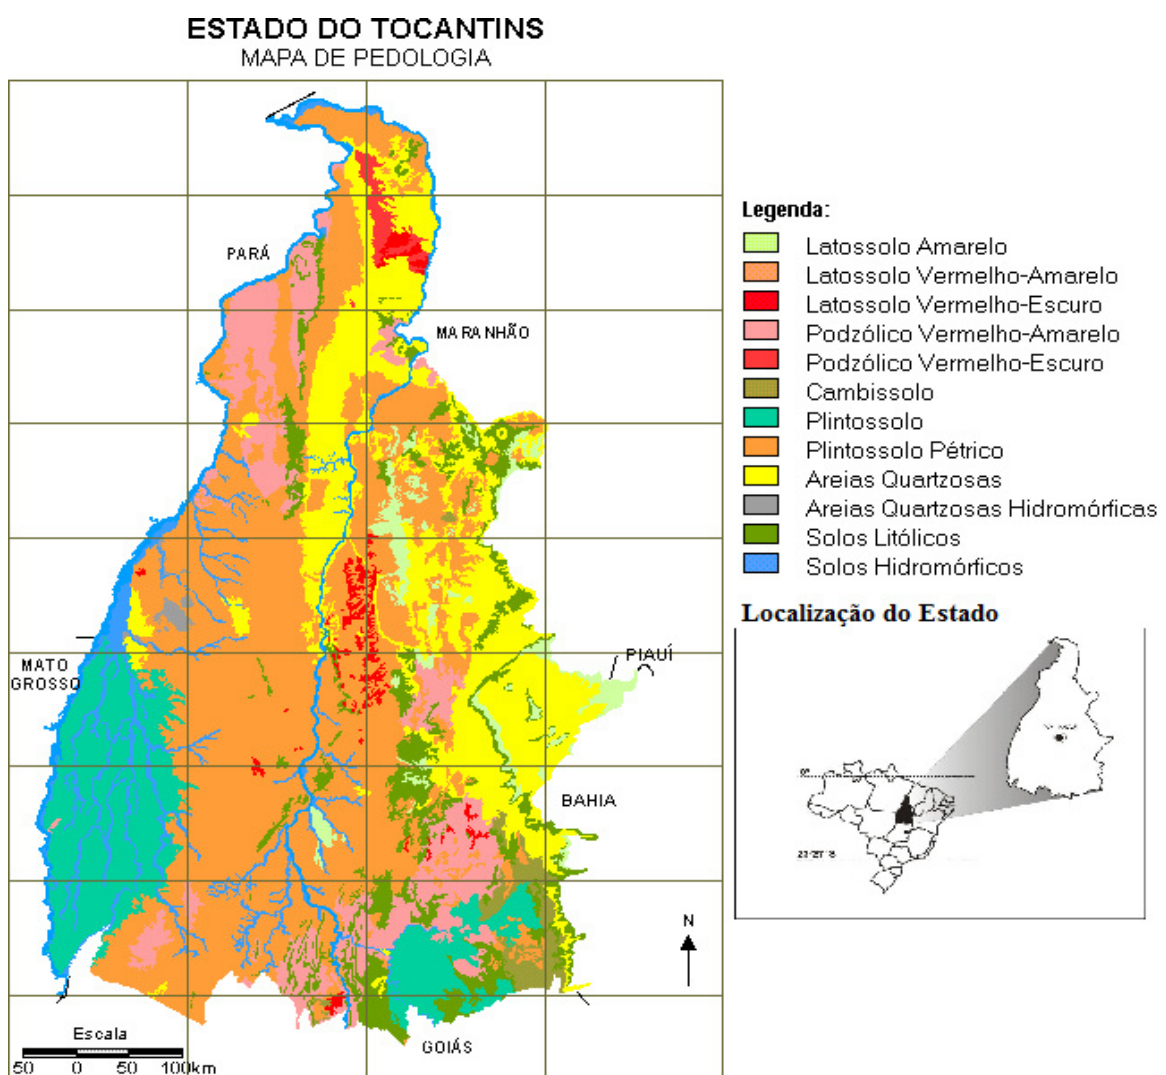 ESTADO DO TOCANTINS
MAPA DE PEDOLOGIA
PARÁ
MARANHÃO
MATO
GROSSO
PIAUÍ
BAHIA
GOIÁS
N
Escala
50 0 50 100km
Legenda:
Latossolo Amarelo
Latossolo Vermelho-Amarelo
Latossolo Vermelho-Escuro
Podzólico Vermelho-Amarelo
Podzólico Vermelho-Escuro
Cambissolo
Plintossolo
Plintossolo Pétrico
Areias Quartzosas
Areias Quartzosas Hidromórficas
Solos Litólicos
Solos Hidromórficos
Localização do Estado
0°